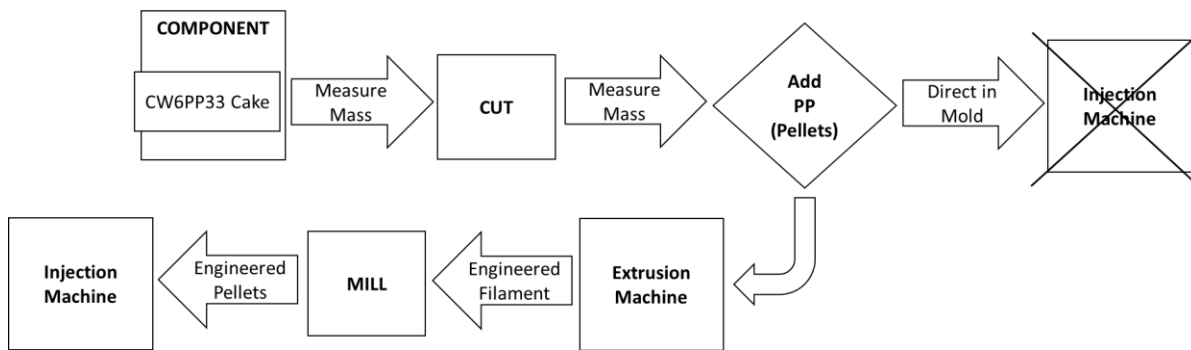 COMPONENT
CW6PP33 Cake
Measure
Mass
CUT
Measure
Mass
Add
PP
(Pellets)
Direct in
Mold
Injection
Machine
Injection
Machine
Engineered
Pellets
MILL
Engineered
Filament
Extrusion
Machine